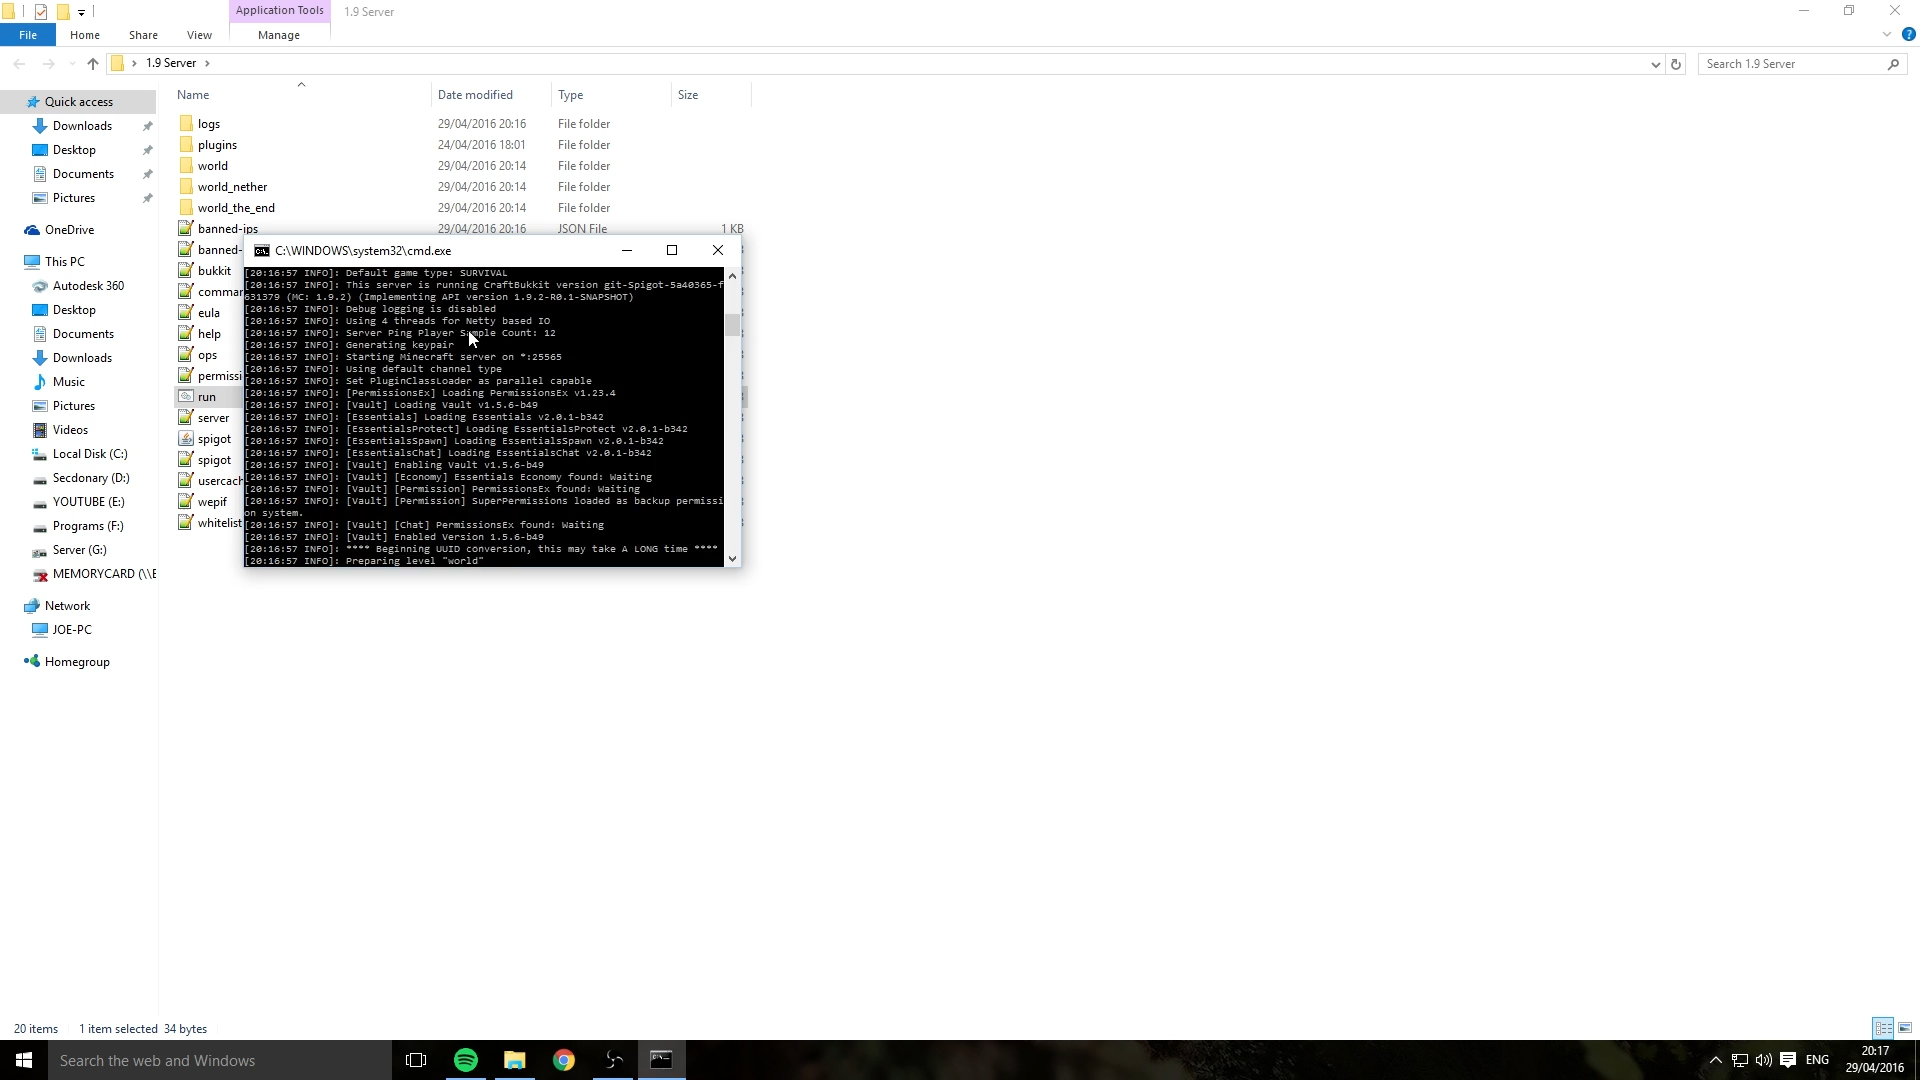 Application Tools
1.9 Server
File
Home
Share
View
Manage
1.9 Server
Search 1.9 Server
Name
Date modified
Type
Size
Quick access
Downloads
Desktop
Documents
Pictures
OneDrive
This PC
Autodesk 360
Desktop
Documents
Downloads
Music
Pictures
Videos
Local Disk (C:)
Secdonary (D:)
YOUTUBE (E:)
Programs (F:)
Server (G:)
MEMORYCARD (\\E
Network
JOE-PC
Homegroup
logs 29/04/2016 20:16 File folder
plugins 24/04/2016 18:01 File folder
world 29/04/2016 20:14 File folder
world_nether 29/04/2016 20:14 File folder
world_the_end 29/04/2016 20:14 File folder
banned-ips 29/04/2016 20:16 JSON File 1 KB
banned-
bukkit
comma
eula
help
ops
permissi
run
server
spigot
spigot
usercach
wepif
whitelist
C:\WINDOWS\system32\cmd.exe
[20:16:57 INFO]: Default game type: SURVIVAL
[20:16:57 INFO]: This server is running CraftBukkit version git-Spigot-5a40365-f
631379 (MC: 1.9.2) (Implementing API version 1.9.2-R0.1-SNAPSHOT)
[20:16:57 INFO]: Debug logging is disabled
[20:16:57 INFO]: Using 4 threads for Netty based IO
[20:16:57 INFO]: Server Ping Player Sample Count: 12
[20:16:57 INFO]: Generating keypair
[20:16:57 INFO]: Starting Minecraft server on *:25565
[20:16:57 INFO]: Using default channel type
[20:16:57 INFO]: Set PluginClassLoader as parallel capable
[20:16:57 INFO]: [PermissionsEx] Loading PermissionsEx v1.23.4
[20:16:57 INFO]: [Vault] Loading Vault v1.5.6-b49
[20:16:57 INFO]: [Essentials] Loading Essentials v2.0.1-b342
[20:16:57 INFO]: [EssentialsProtect] Loading EssentialsProtect v2.0.1-b342
[20:16:57 INFO]: [EssentialsSpawn] Loading EssentialsSpawn v2.0.1-b342
[20:16:57 INFO]: [EssentialsChat] Loading EssentialsChat v2.0.1-b342
[20:16:57 INFO]: [Vault] Enabling Vault v1.5.6-b49
[20:16:57 INFO]: [Vault] [Economy] Essentials Economy found: Waiting
[20:16:57 INFO]: [Vault] [Permission] PermissionsEx found: Waiting
[20:16:57 INFO]: [Vault] [Permission] SuperPermissions loaded as backup permissi
on system.
[20:16:57 INFO]: [Vault] [Chat] PermissionsEx found: Waiting
[20:16:57 INFO]: [Vault] Enabled Version 1.5.6-b49
[20:16:57 INFO]: **** Beginning UUID conversion, this may take A LONG time ****
[20:16:57 INFO]: Preparing level "world"
20 items
1 item selected 34 bytes
Search the web and Windows
ENG
20:17
29/04/2016